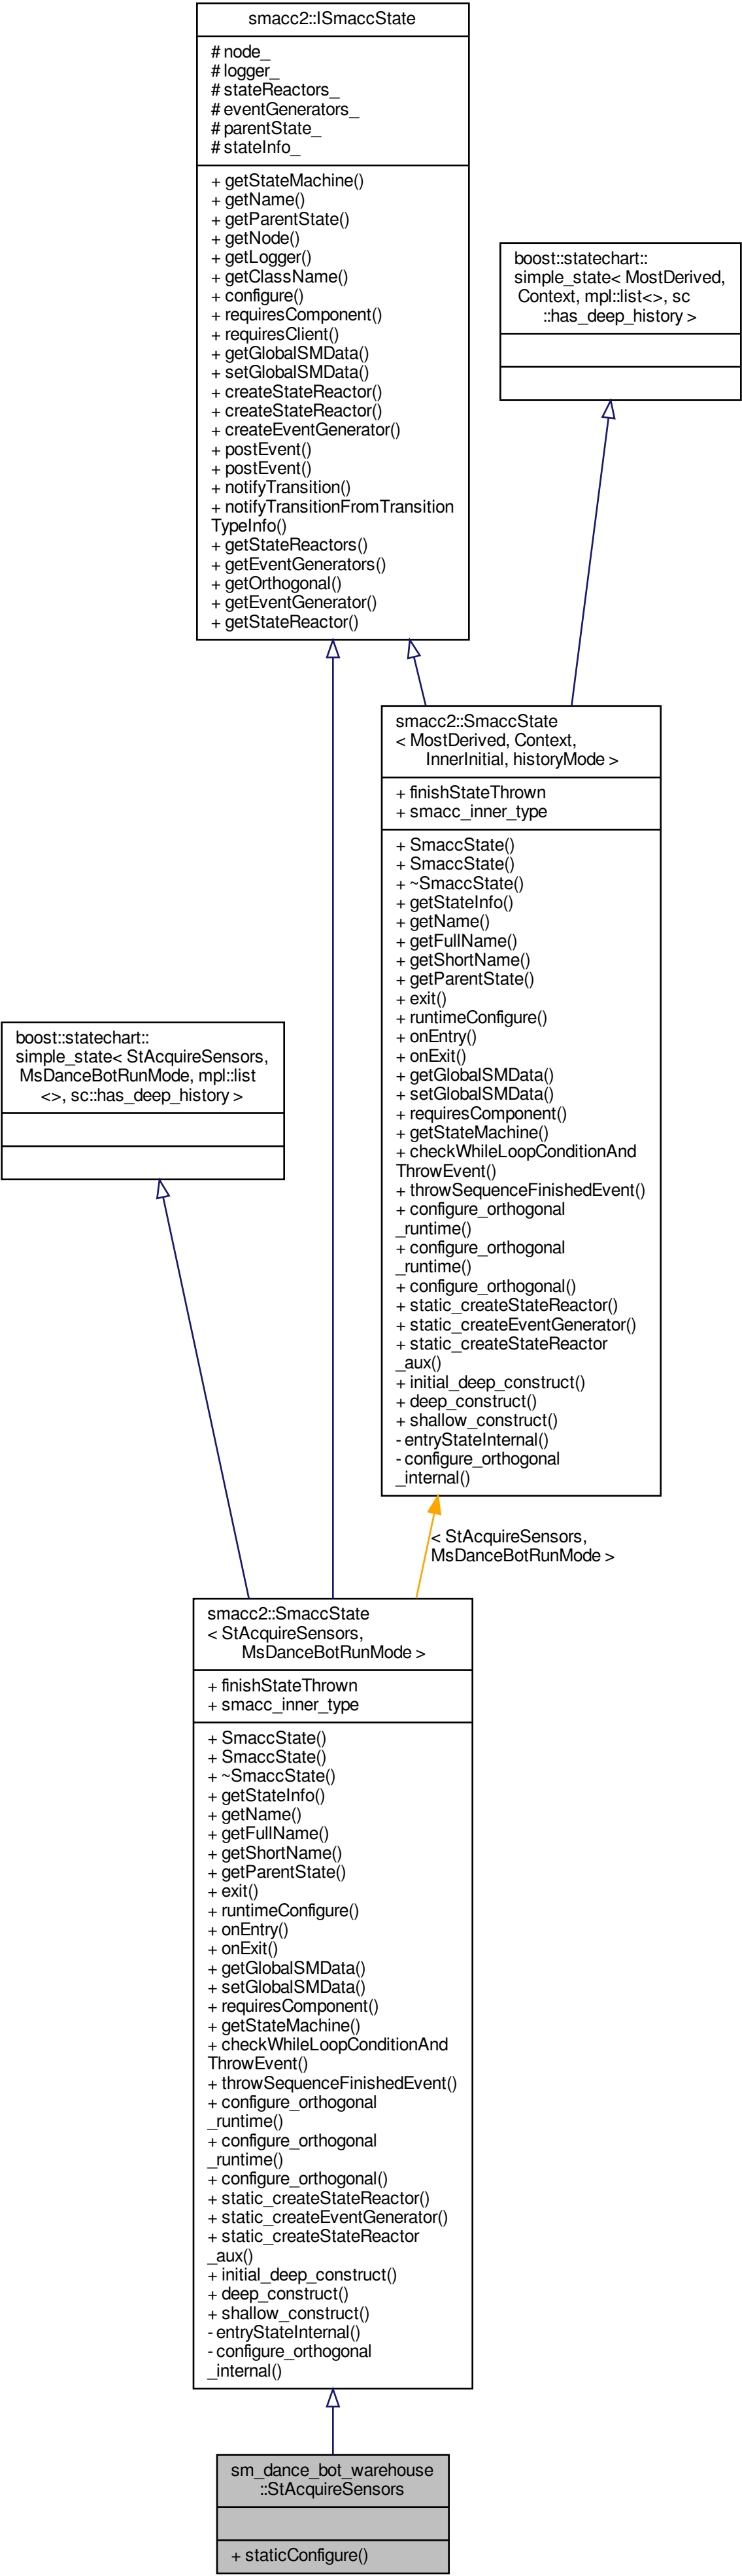 smacc2::ISmaccState
# node_
# logger_
# stateReactors_
# eventGenerators_
# parentState_
# stateInfo_
+ getStateMachine()
+ getName()
+ getParentState()
+ getNode()
+ getLogger()
+ getClassName()
+ configure()
+ requiresComponent()
+ requiresClient()
+ getGlobalSMData()
+ setGlobalSMData()
+ createStateReactor()
+ createStateReactor()
+ createEventGenerator()
+ postEvent()
+ postEvent()
+ notifyTransition()
+ notifyTransitionFromTransition
TypeInfo()
+ getStateReactors()
+ getEventGenerators()
+ getOrthogonal()
+ getEventGenerator()
+ getStateReactor()
boost::statechart::
simple_state< MostDerived,
Context, mpl::list<>, sc
::has_deep_history >
smacc2::SmaccState
< MostDerived, Context,
InnerInitial, historyMode >
+ finishStateThrown
+ smacc_inner_type
+ SmaccState()
+ SmaccState()
+ ~SmaccState()
+ getStateInfo()
+ getName()
+ getFullName()
+ getShortName()
+ getParentState()
+ exit()
+ runtimeConfigure()
+ onEntry()
+ onExit()
+ getGlobalSMData()
+ setGlobalSMData()
+ requiresComponent()
+ getStateMachine()
+ checkWhileLoopConditionAnd
ThrowEvent()
+ throwSequenceFinishedEvent()
+ configure_orthogonal
_runtime()
+ configure_orthogonal
_runtime()
+ configure_orthogonal()
+ static_createStateReactor()
+ static_createEventGenerator()
+ static_createStateReactor
_aux()
+ initial_deep_construct()
+ deep_construct()
+ shallow_construct()
- entryStateInternal()
- configure_orthogonal
_internal()
boost::statechart::
simple_state< StAcquireSensors,
MsDanceBotRunMode, mpl::list
<>, sc::has_deep_history >
< StAcquireSensors,
MsDanceBotRunMode >
smacc2::SmaccState
< StAcquireSensors,
MsDanceBotRunMode >
+ finishStateThrown
+ smacc_inner_type
+ SmaccState()
+ SmaccState()
+ ~SmaccState()
+ getStateInfo()
+ getName()
+ getFullName()
+ getShortName()
+ getParentState()
+ exit()
+ runtimeConfigure()
+ onEntry()
+ onExit()
+ getGlobalSMData()
+ setGlobalSMData()
+ requiresComponent()
+ getStateMachine()
+ checkWhileLoopConditionAnd
ThrowEvent()
+ throwSequenceFinishedEvent()
+ configure_orthogonal
_runtime()
+ configure_orthogonal
_runtime()
+ configure_orthogonal()
+ static_createStateReactor()
+ static_createEventGenerator()
+ static_createStateReactor
_aux()
+ initial_deep_construct()
+ deep_construct()
+ shallow_construct()
- entryStateInternal()
- configure_orthogonal
_internal()
sm_dance_bot_warehouse
::StAcquireSensors
+ staticConfigure()